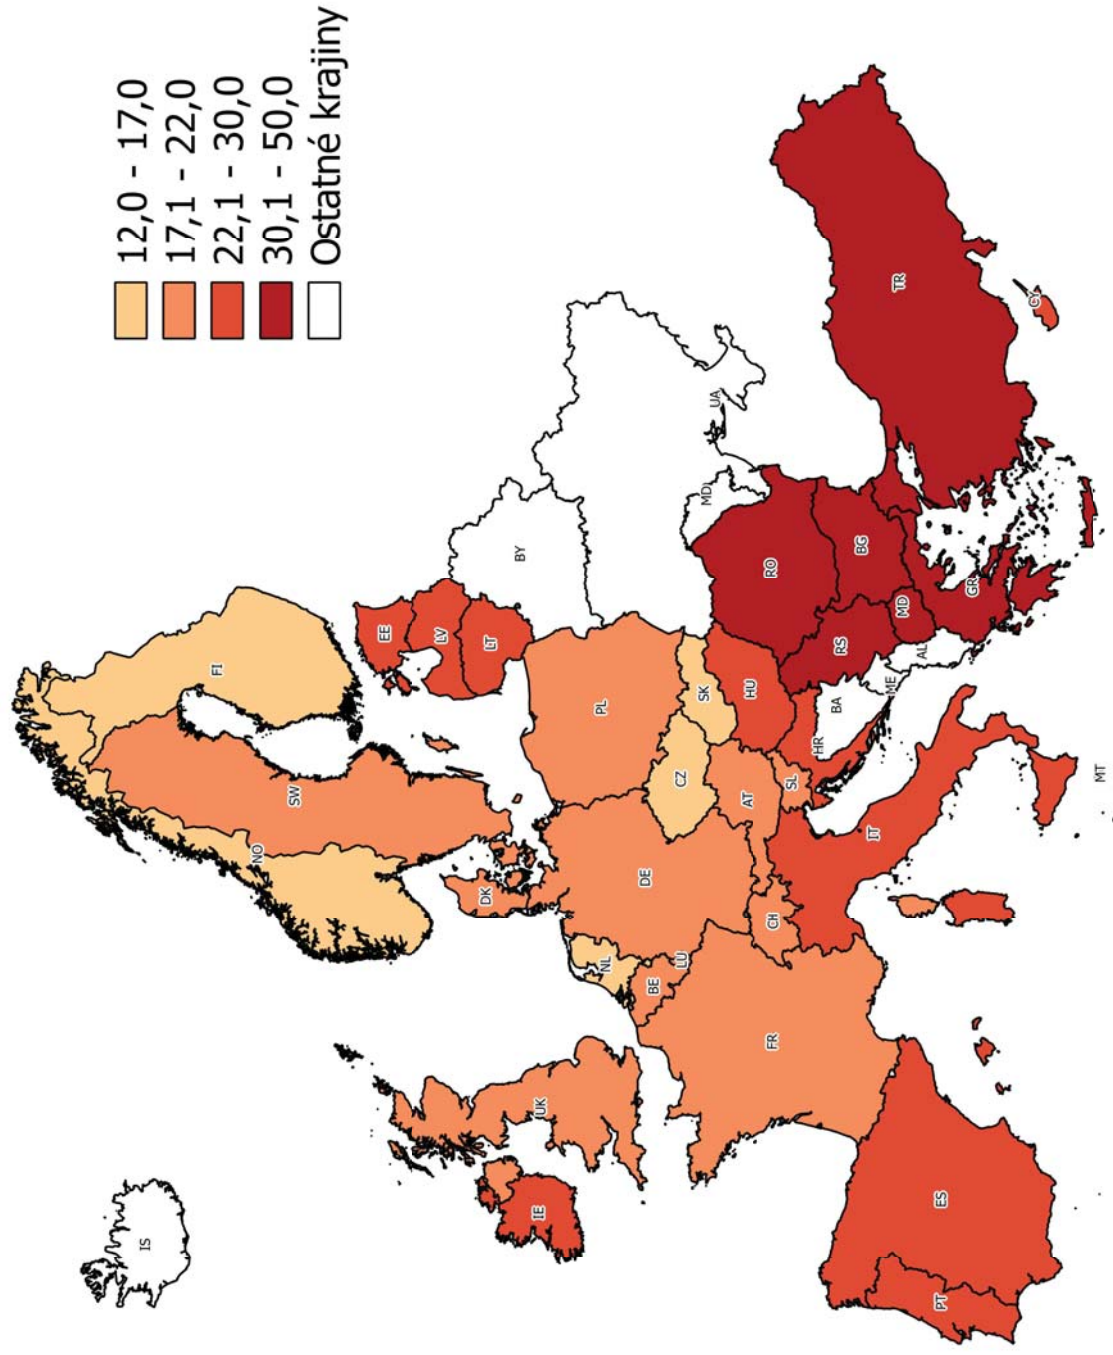 12,0 - 17,0
17,1 - 22,0
22,1 - 30,0
30,1 - 50,0
Ostatné krajiny
IS
NO
SW
FI
EE
LV
LT
BY
DK
IE
UK
NL
BE
LU
DE
PL
CZ
SK
UA
MD
FR
CH
AT
SL
HU
HR
RO
BA
RS
ME
BG
MD
AL
GR
TR
CY
PT
ES
IT
MT